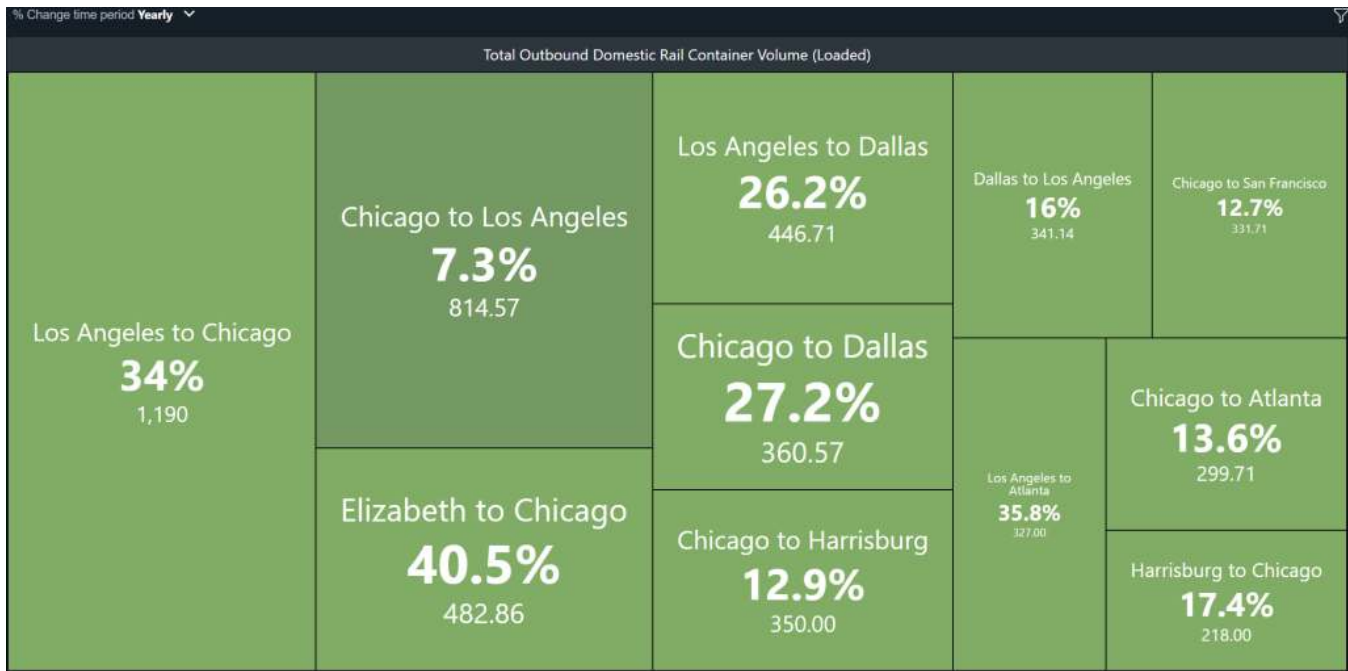 % Change time period Yearly
Total Outbound Domestic Rail Container Volume (Loaded)
Los Angeles to Chicago
34%
1,190
Chicago to Los Angeles
7.3%
814.57
Elizabeth to Chicago
40.5%
482.86
Los Angeles to Dallas
26.2%
446.71
Chicago to Dallas
27.2%
360.57
Chicago to Harrisburg
12.9%
350.00
Dallas to Los Angeles
16%
341.14
Chicago to San Francisco
12.7%
331.71
Los Angeles to
Atlanta
35.8%
327.00
Chicago to Atlanta
13.6%
299.71
Harrisburg to Chicago
17.4%
218.00